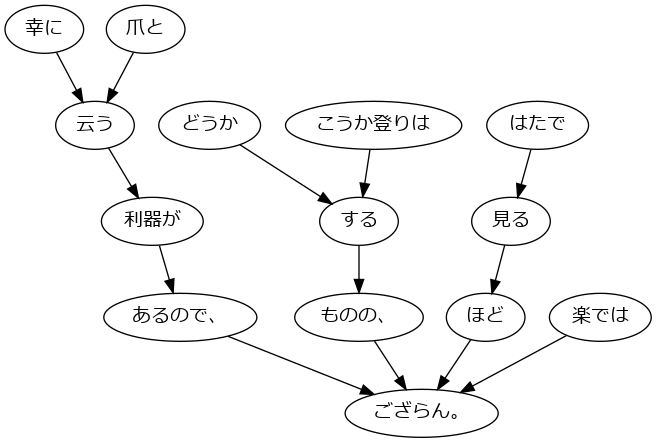 幸に 爪と
云う どうか こうか登りは はたで
利器が する 見る
あるので、 ものの、 ほど 楽では
ござらん。